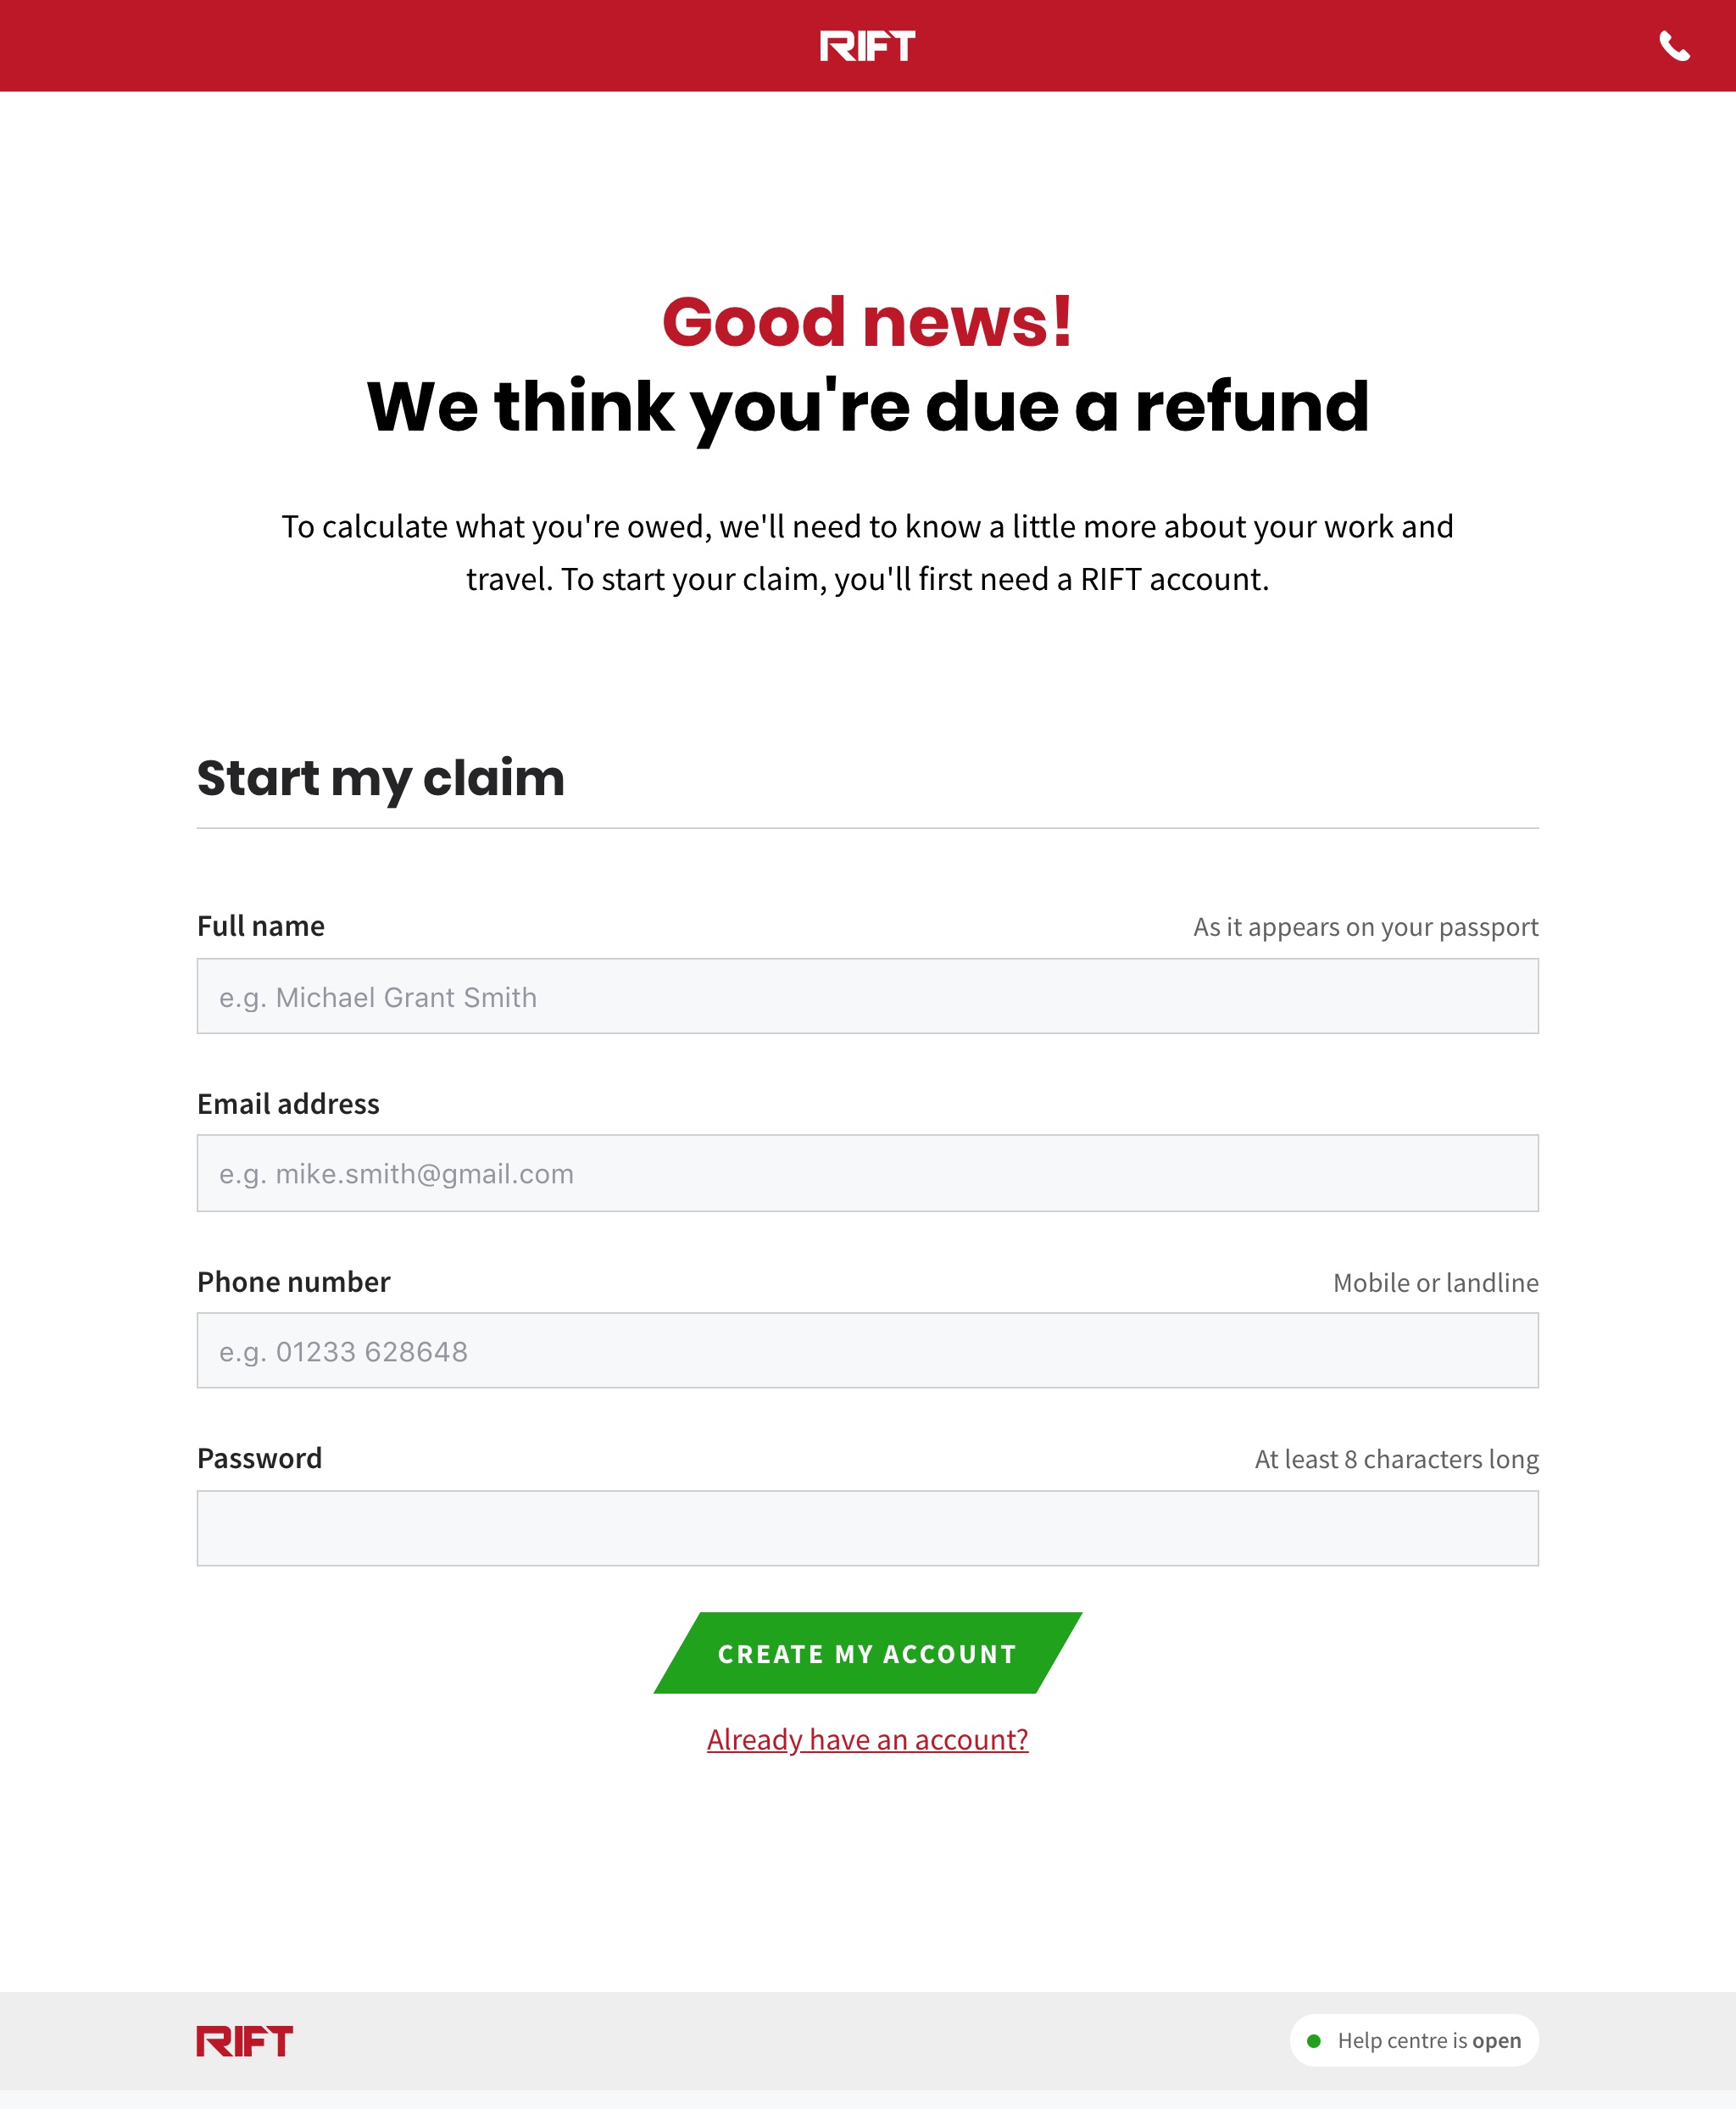 RIFT
Good news!
We think you're due a refund
To calculate what you're owed, we'll need to know a little more about your work and
travel. To start your claim, you'll first need a RIFT account.
Start my claim
Full name
As it appears on your passport
e.g. Michael Grant Smith
Email address
e.g. mike.smith@gmail.com
Phone number
Mobile or landline
e.g. 01233 628648
Password
At least 8 characters long
CREATE MY ACCOUNT
Already have an account?
RIFT
Help centre is open